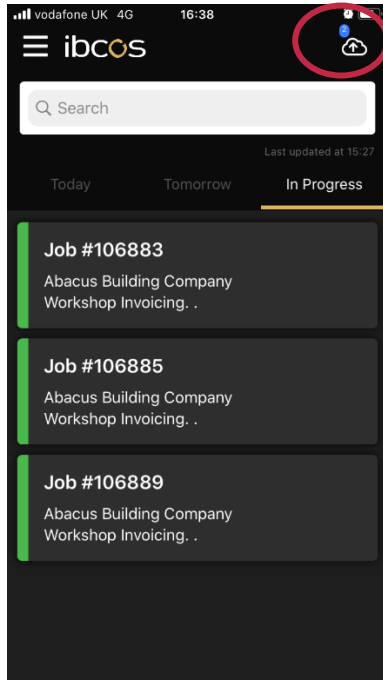 vodafone UK 4G 16:38
ibcos
2
Search
Last updated at 15:27
Today Tomorrow In Progress
Job #106883
Abacus Building Company
Workshop Invoicing. .
Job #106885
Abacus Building Company
Workshop Invoicing. .
Job #106889
Abacus Building Company
Workshop Invoicing. .